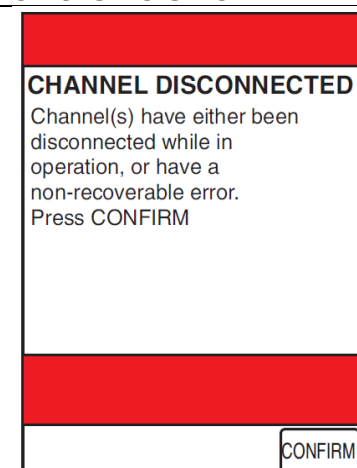 CHANNEL DISCONNECTED
Channel(s) have either been
disconnected while in
operation, or have a
non-recoverable error.
Press CONFIRM
CONFIRM